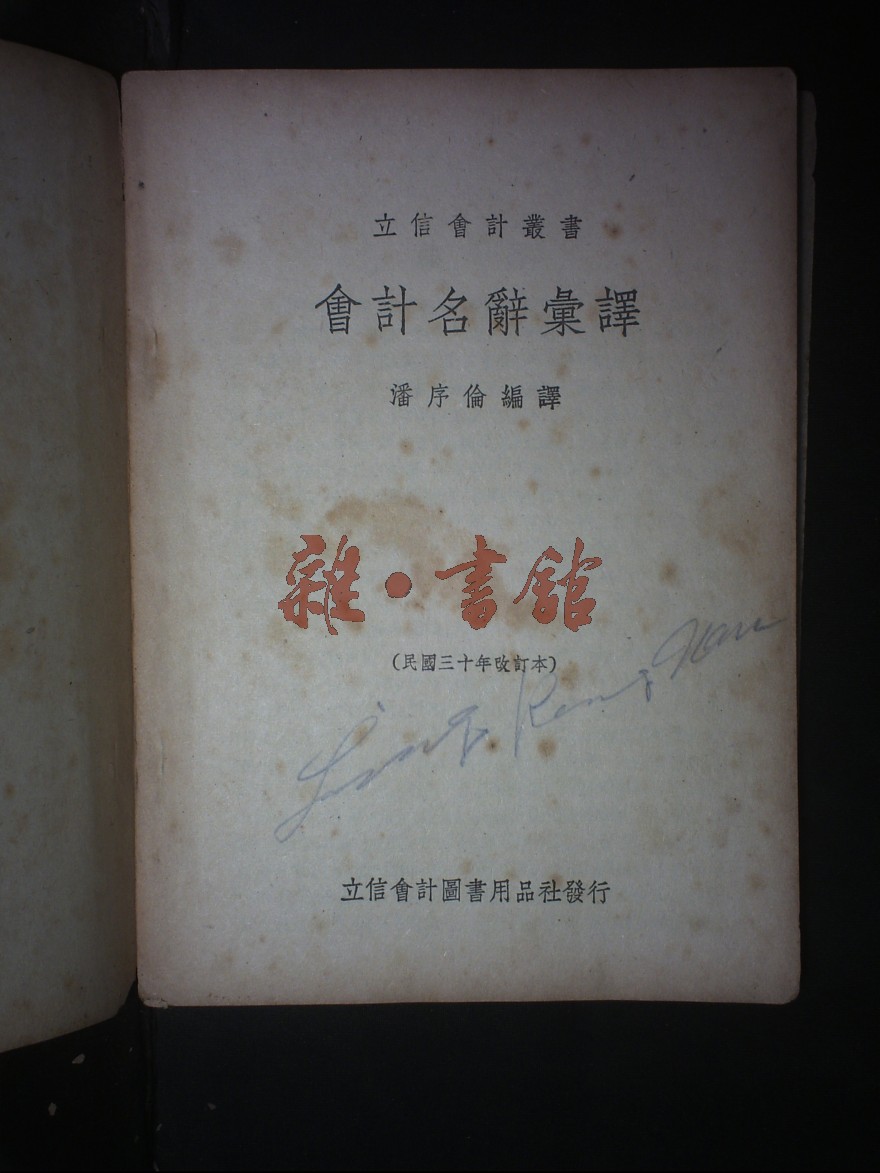 立信會計叢書
會計名辭彙譯
潘序倫編譯
雜·書館
(民國三十年改訂本)
立信會計圖書用品社發行